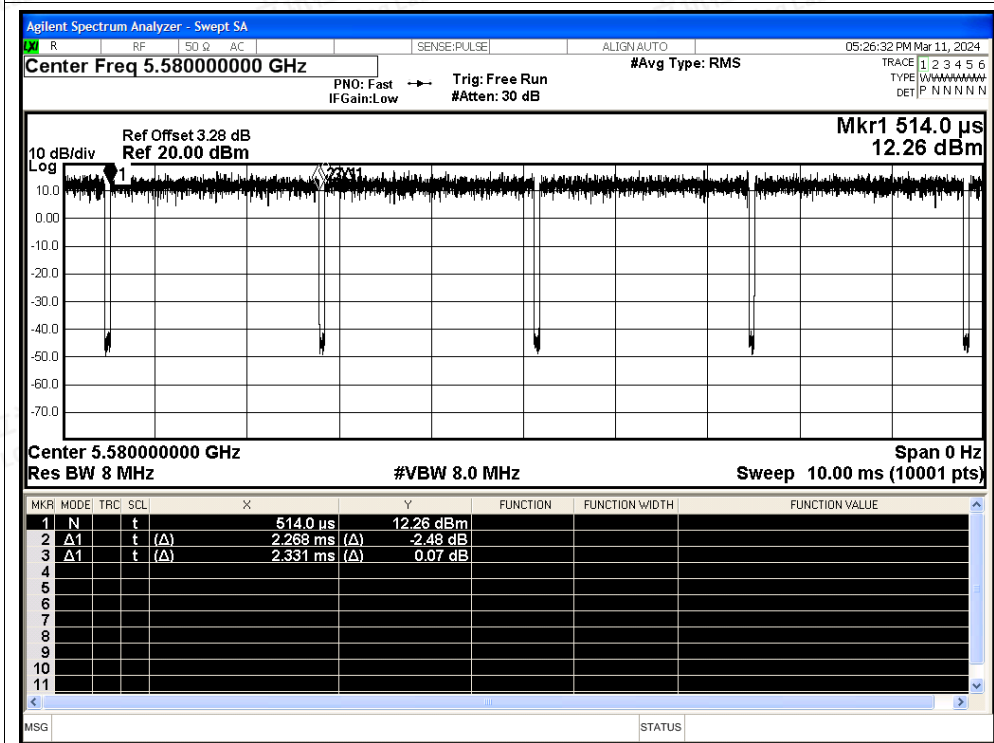 Agilent Spectrum Analyzer - Swept SA
LXI R RF 50 Ω AC SENSE:PULSE ALIGN AUTO 05:26:32 PM Mar 11, 2024
Center Freq 5.580000000 GHz #Avg Type: RMS TRACE 1 2 3 4 5 6
PNO: Fast Trig: Free Run TYPE WWWWWW
IFGain:Low #Atten: 30 dB DET P N N N N N
Mkr1 514.0 µs
Ref Offset 3.28 dB
10 dB/div Ref 20.00 dBm 12.26 dBm
Log
1
10.0
0.00
-10.0
-20.0
-30.0
-40.0
-50.0
-60.0
-70.0
Center 5.580000000 GHz Span 0 Hz
Res BW 8 MHz #VBW 8.0 MHz Sweep 10.00 ms (10001 pts)
MKR MODE TRC SCL X Y FUNCTION FUNCTION WIDTH FUNCTION VALUE
1 N t 514.0 µs 12.26 dBm
2 Δ1 t (Δ) 2.268 ms (Δ) -2.48 dB
3 Δ1 t (Δ) 2.331 ms (Δ) 0.07 dB
4
5
6
7
8
9
10
11
MSG STATUS